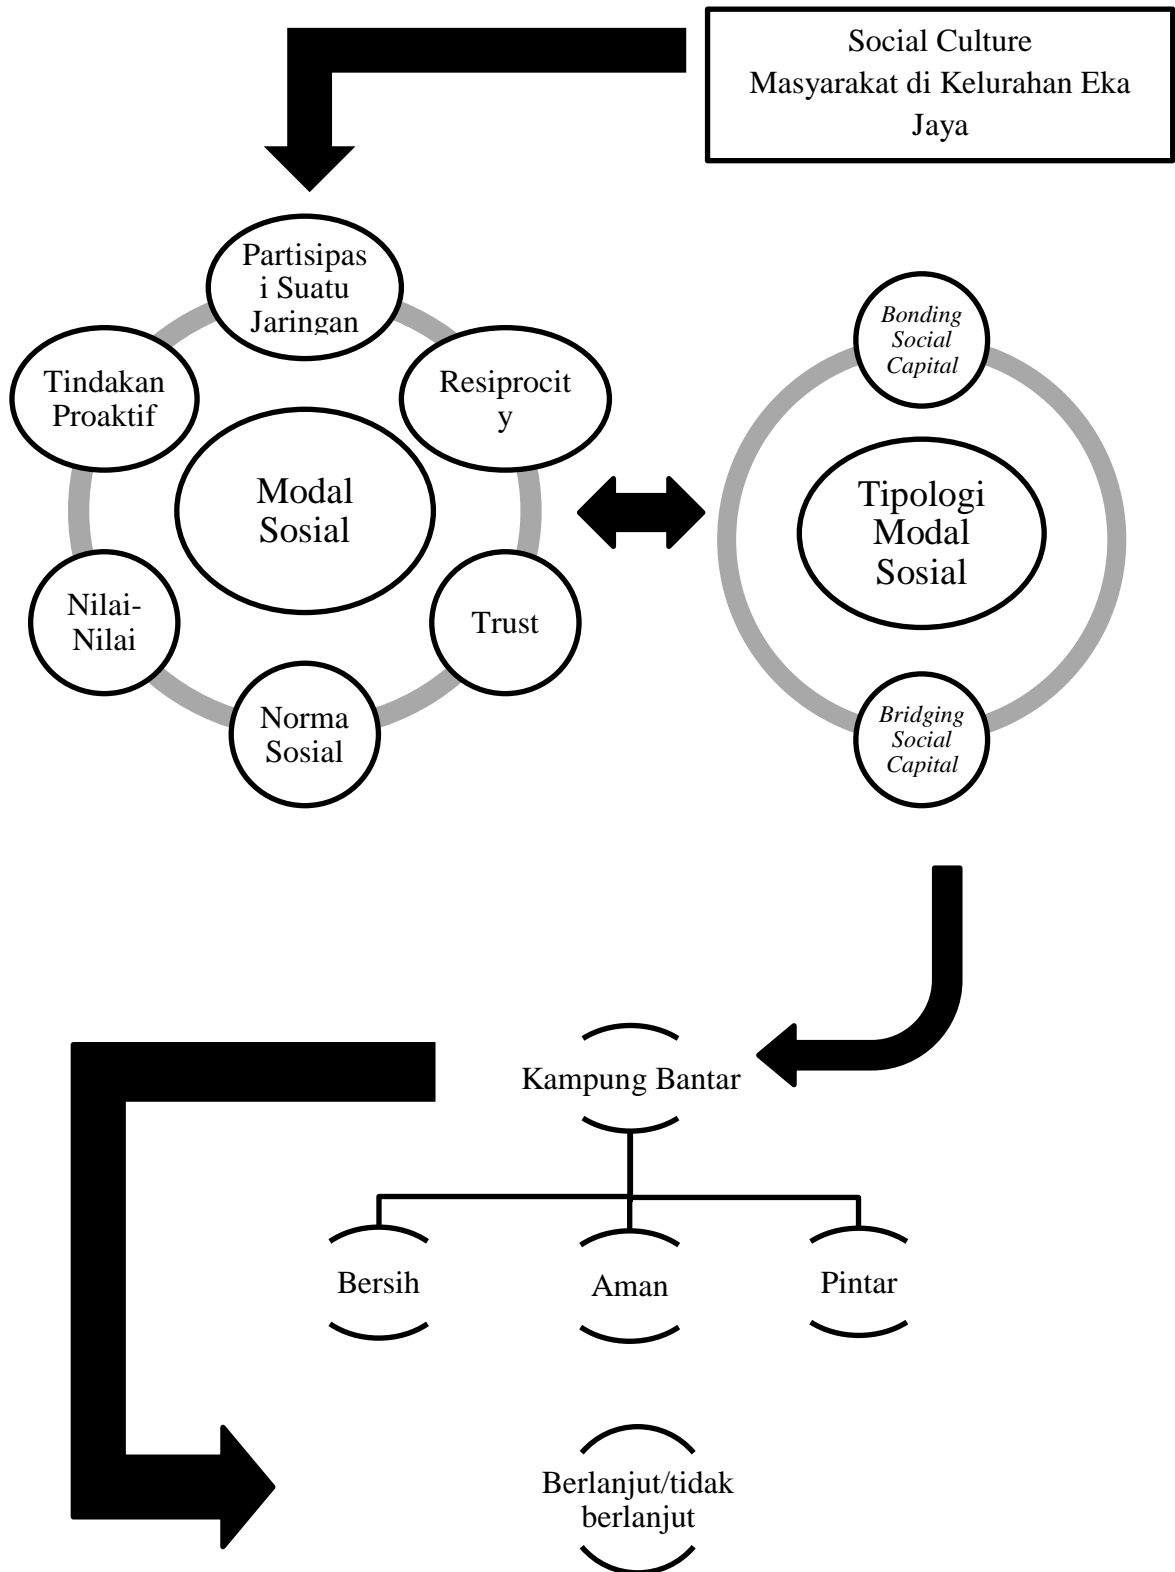 Social Culture
Masyarakat di Kelurahan Eka
Jaya
Partisipas
i Suatu
Jaringan
Tindakan
Proaktif
Resiprocit
y
Modal
Sosial
Nilai-
Nilai
Trust
Norma
Sosial
Bonding
Social
Capital
Tipologi
Modal
Sosial
Bridging
Social
Capital
Kampung Bantar
Bersih
Aman
Pintar
Berlanjut/tidak
berlanjut